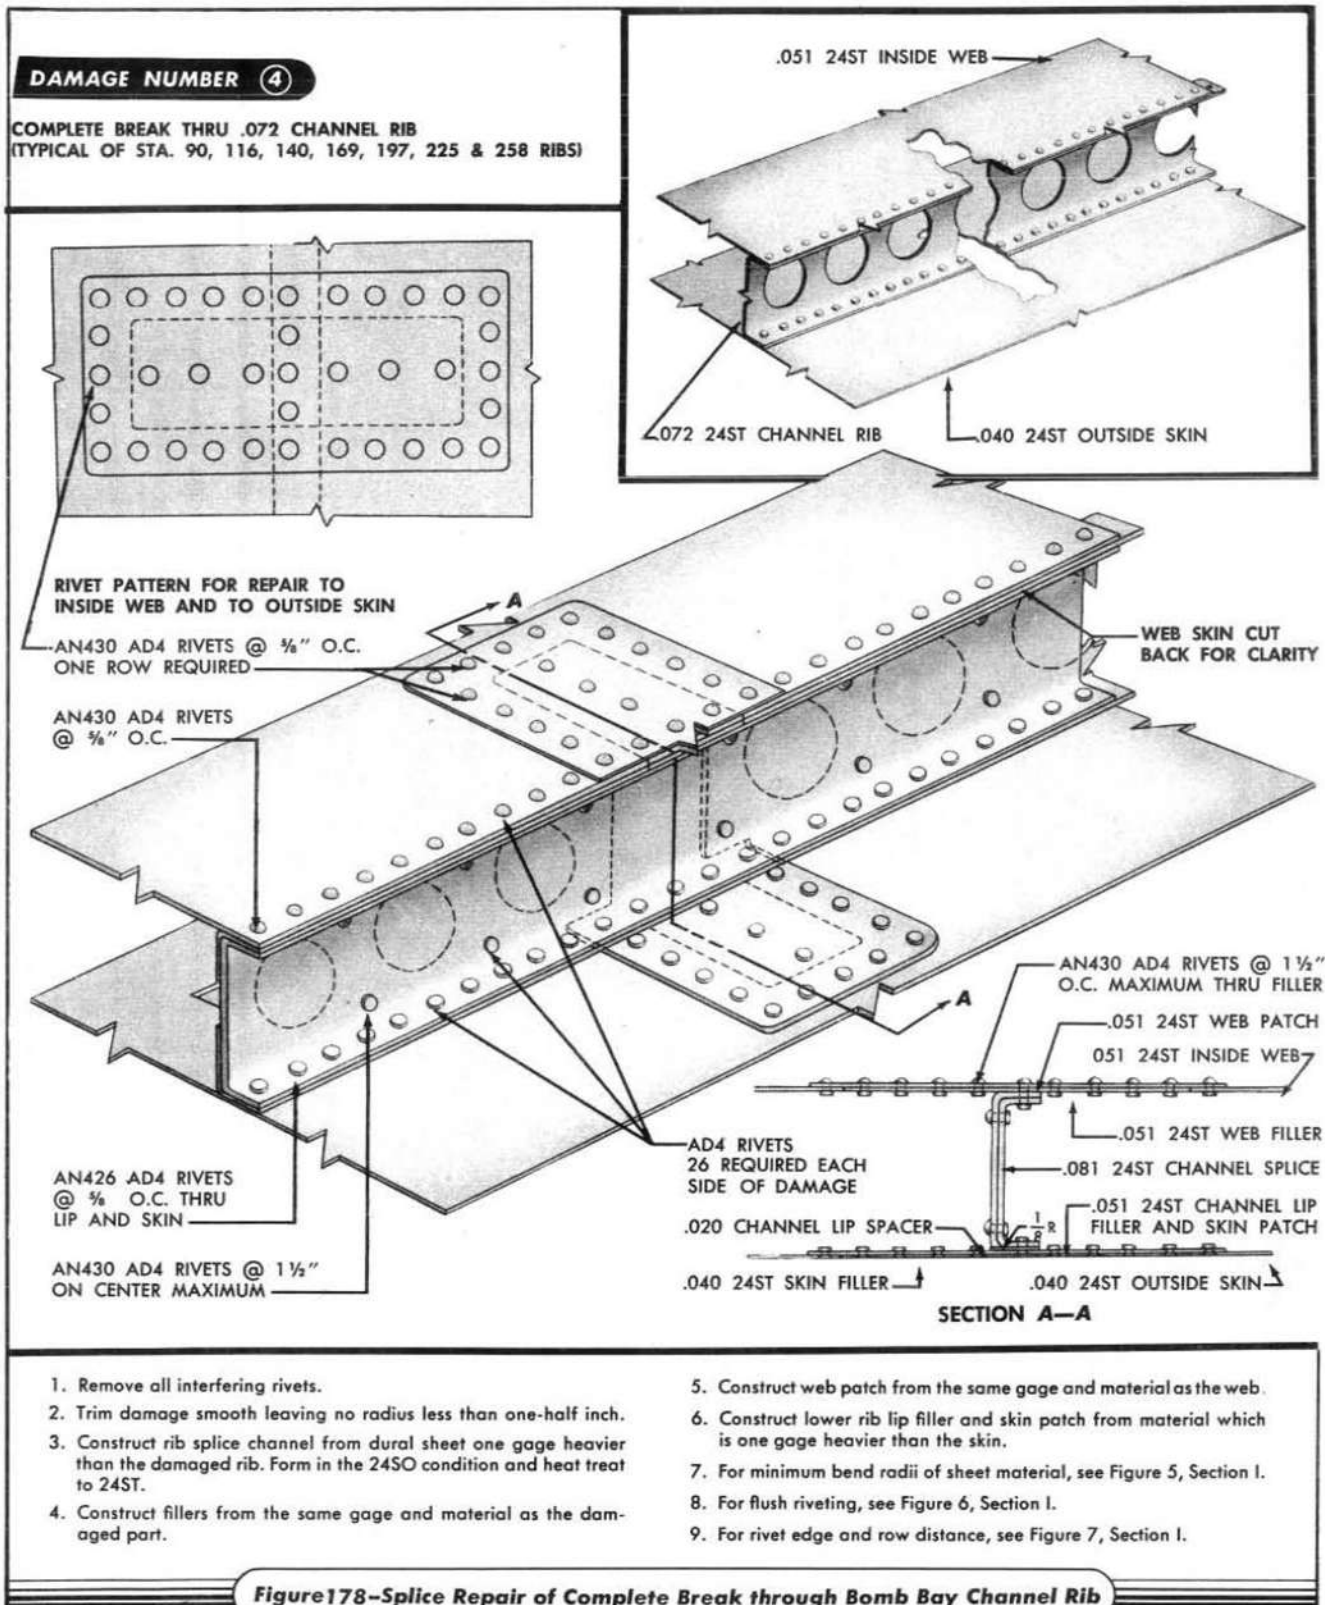 DAMAGE NUMBER 4
COMPLETE BREAK THRU .072 CHANNEL RIB
(TYPICAL OF STA. 90, 116, 140, 169, 197, 225 & 258 RIBS)
.051 24ST INSIDE WEB
.072 24ST CHANNEL RIB
.040 24ST OUTSIDE SKIN
RIVET PATTERN FOR REPAIR TO
INSIDE WEB AND TO OUTSIDE SKIN
AN430 AD4 RIVETS @ 5/8" O.C.
ONE ROW REQUIRED
AN430 AD4 RIVETS
@ 5/8" O.C.
A
WEB SKIN CUT
BACK FOR CLARITY
A
AN430 AD4 RIVETS @ 1½"
O.C. MAXIMUM THRU FILLER
.051 24ST WEB PATCH
051 24ST INSIDE WEB
.051 24ST WEB FILLER
.081 24ST CHANNEL SPLICE
.051 24ST CHANNEL LIP
FILLER AND SKIN PATCH
1/8 R
AD4 RIVETS
26 REQUIRED EACH
SIDE OF DAMAGE
.020 CHANNEL LIP SPACER
.040 24ST SKIN FILLER
.040 24ST OUTSIDE SKIN
SECTION A—A
AN426 AD4 RIVETS
@ 5/8 O.C. THRU
LIP AND SKIN
AN430 AD4 RIVETS @ 1½"
ON CENTER MAXIMUM
1. Remove all interfering rivets.
2. Trim damage smooth leaving no radius less than one-half inch.
3. Construct rib splice channel from dural sheet one gage heavier
than the damaged rib. Form in the 24SO condition and heat treat
to 24ST.
4. Construct fillers from the same gage and material as the dam-
aged part.
5. Construct web patch from the same gage and material as the web.
6. Construct lower rib lip filler and skin patch from material which
is one gage heavier than the skin.
7. For minimum bend radii of sheet material, see Figure 5, Section I.
8. For flush riveting, see Figure 6, Section I.
9. For rivet edge and row distance, see Figure 7, Section I.
Figure178–Splice Repair of Complete Break through Bomb Bay Channel Rib